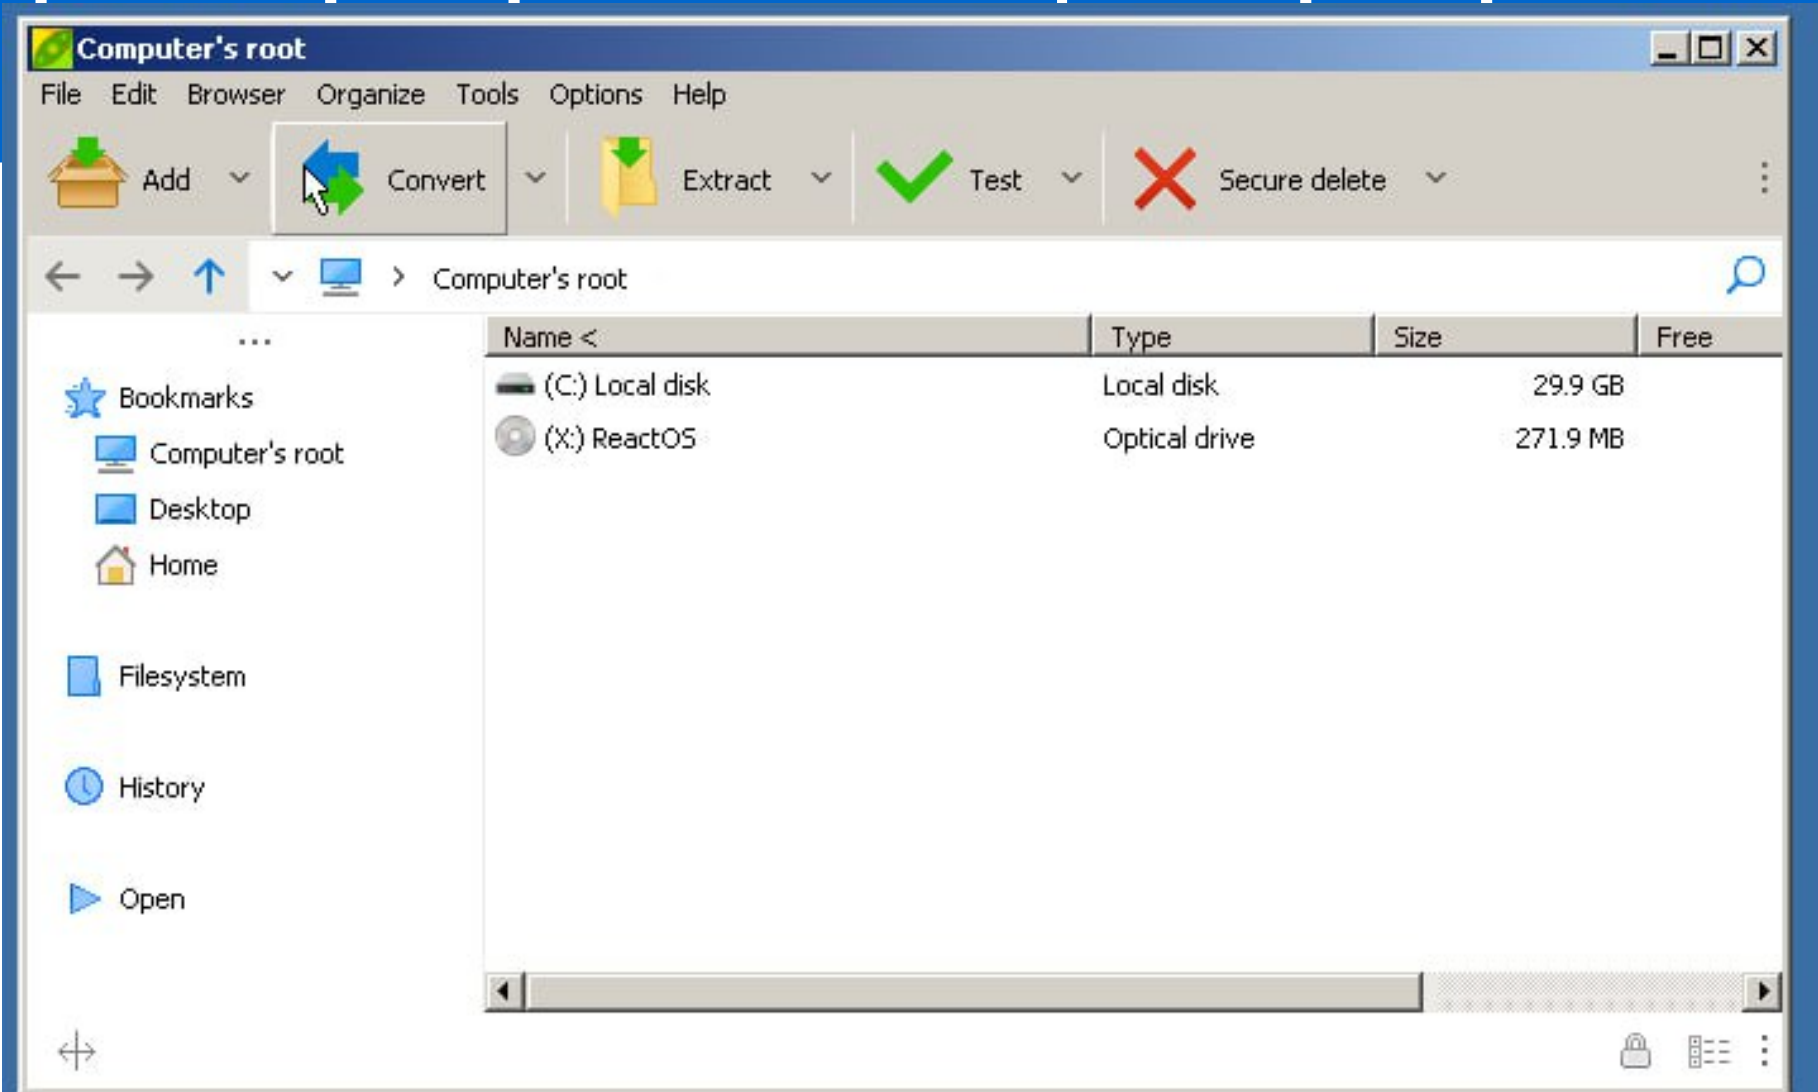 Computer's root
File Edit Browser Organize Tools Options Help
Add Convert Extract Test Secure delete
Computer's root
Name < Type Size Free
Bookmarks
Computer's root
Desktop
Home
Filesystem
History
Open
(C:) Local disk Local disk 29.9 GB
(X:) ReactOS Optical drive 271.9 MB